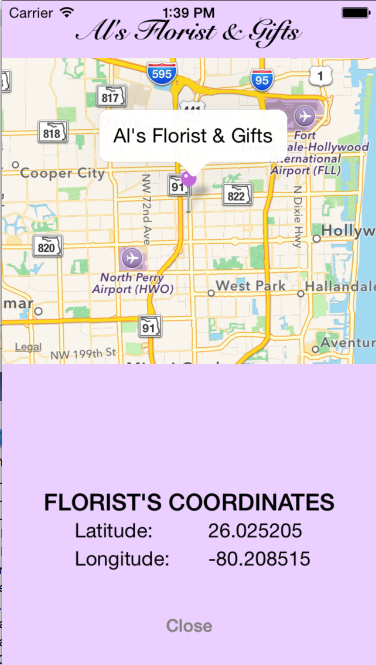 Carrier 1:39 PM
Al's Florist & Gifts
595
95
1
817
441
818
Al's Florist & Gifts
Fort
dale-Hollywood
ternational
Airport (FLL)
Cooper City
NW 72nd Ave
91
822
N Dixie Hwy
Hollyw
820
North Perry
Airport (HWO)
West Park
Hallandale
mar
91
Legal
NW 199th St
Aventur
FLORIST'S COORDINATES
Latitude: 26.025205
Longitude: -80.208515
Close